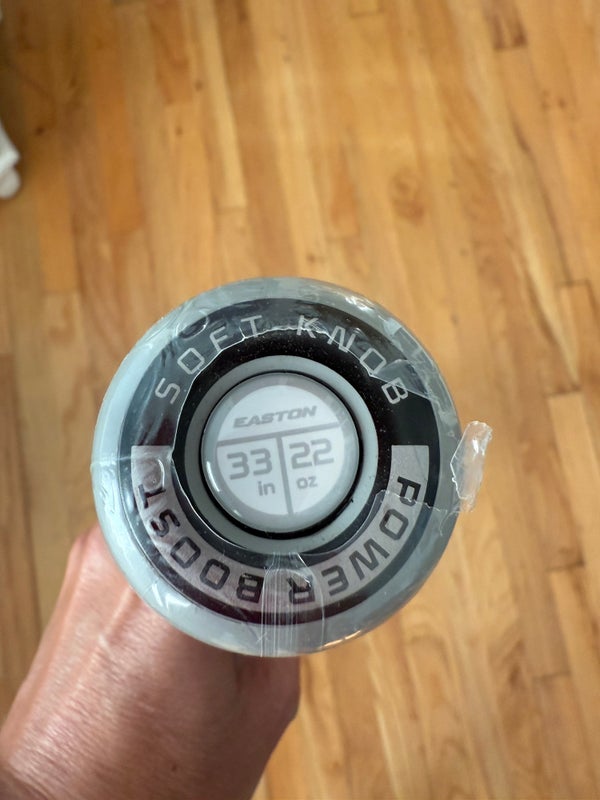 SOFT KNOB
EASTON
33 22
in oz
POWER BOOST